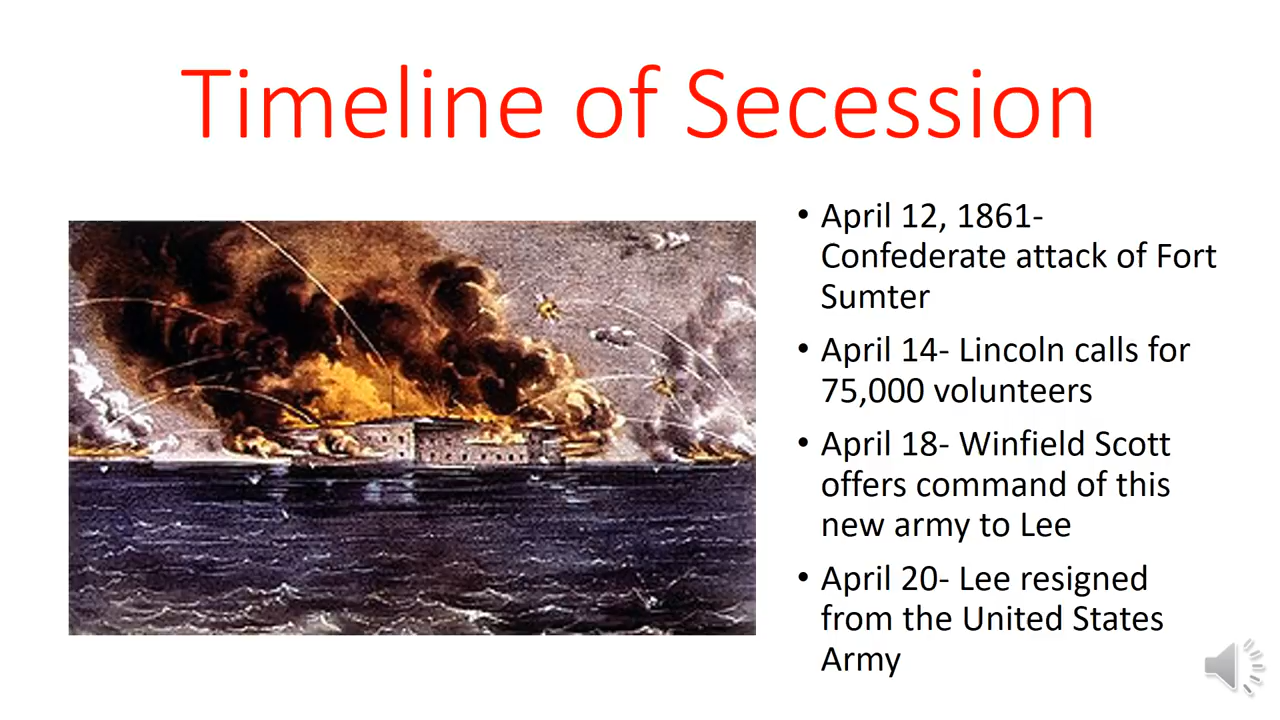 Timeline of Secession
• April 12, 1861-
Confederate attack of Fort
Sumter
• April 14- Lincoln calls for
75,000 volunteers
• April 18- Winfield Scott
offers command of this
new army to Lee
• April 20- Lee resigned
from the United States
Army